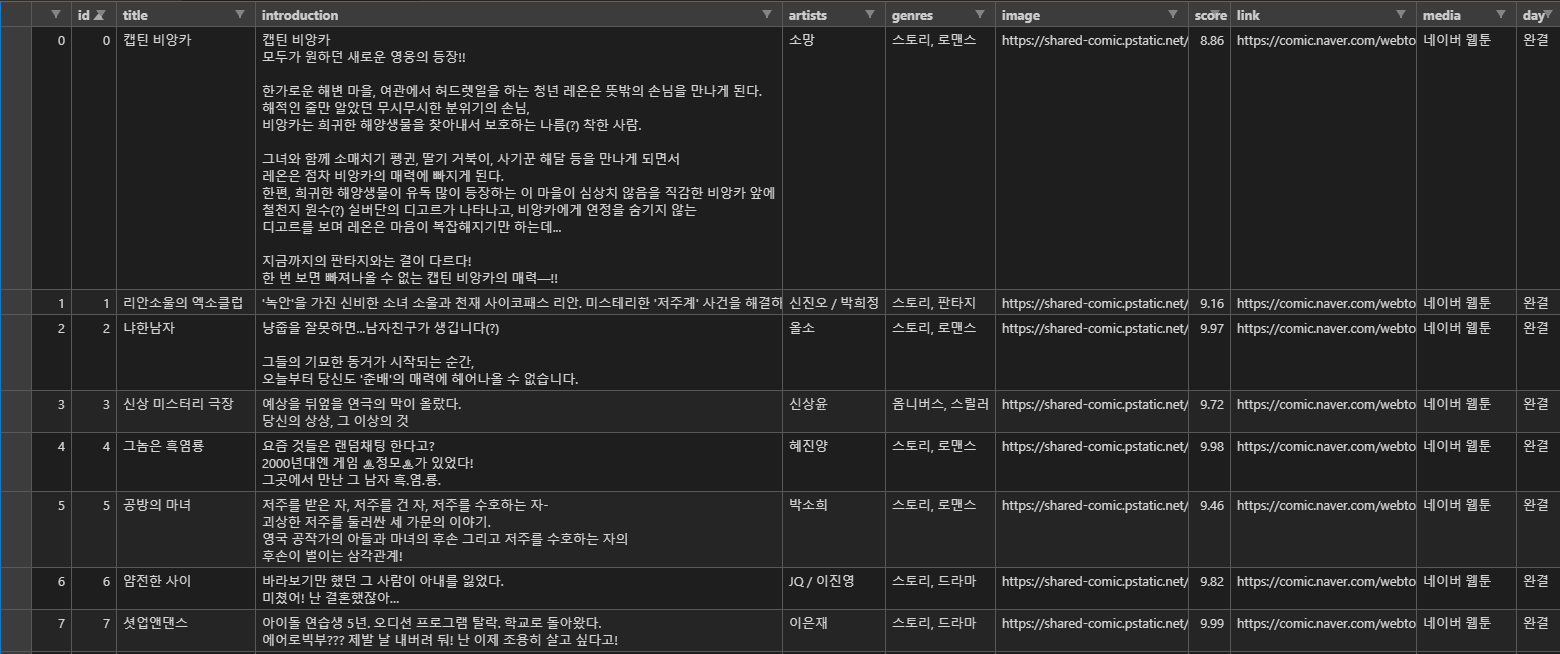 id title introduction artists genres image score link media day
0 0 캡틴 비앙카 캡틴 비앙카 소망 스토리, 로맨스 https://shared-comic.pstatic.net/ 8.86 https://comic.naver.com/webto 네이버 웹툰 완결
모두가 원하던 새로운 영웅의 등장!!
한가로운 해변 마을, 여관에서 허드렛일을 하는 청년 레온은 뜻밖의 손님을 만나게 된다.
해적인 줄만 알았던 무시무시한 분위기의 손님,
비앙카는 희귀한 해양생물을 찾아내서 보호하는 나름(?) 착한 사람.
그녀와 함께 소매치기 펭귄, 딸기 거북이, 사기꾼 해달 등을 만나게 되면서
레온은 점차 비앙카의 매력에 빠지게 된다.
한편, 희귀한 해양생물이 유독 많이 등장하는 이 마을이 심상치 않음을 직감한 비앙카 앞에
철천지 원수(?) 실버단의 디고르가 나타나고, 비앙카에게 연정을 숨기지 않는
디고르를 보며 레온은 마음이 복잡해지기만 하는데...
지금까지의 판타지와는 결이 다르다!
한 번 보면 빠져나올 수 없는 캡틴 비앙카의 매력—!!
1 1 리안소울의 엑소클럽 '녹안'을 가진 신비한 소녀 소울과 천재 사이코패스 리안. 미스테리한 '저주계' 사건을 해결하 신진오 / 박희정 스토리, 판타지 https://shared-comic.pstatic.net/ 9.16 https://comic.naver.com/webto 네이버 웹툰 완결
2 2 냐한남자 냥줍을 잘못하면...남자친구가 생깁니다(?) 올소 스토리, 로맨스 https://shared-comic.pstatic.net/ 9.97 https://comic.naver.com/webto 네이버 웹툰 완결
그들의 기묘한 동거가 시작되는 순간,
오늘부터 당신도 '춘배'의 매력에 헤어나올 수 없습니다.
3 3 신상 미스터리 극장 예상을 뒤엎을 연극의 막이 올랐다. 신상윤 옴니버스, 스릴러 https://shared-comic.pstatic.net/ 9.72 https://comic.naver.com/webto 네이버 웹툰 완결
당신의 상상, 그 이상의 것
4 4 그놈은 흑염룡 요즘 것들은 랜덤채팅 한다고? 혜진양 스토리, 로맨스 https://shared-comic.pstatic.net/ 9.98 https://comic.naver.com/webto 네이버 웹툰 완결
2000년대엔 게임 ♨정모♨가 있었다!
그곳에서 만난 그 남자 흑.염.룡.
5 5 공방의 마녀 저주를 받은 자, 저주를 건 자, 저주를 수호하는 자- 박소희 스토리, 로맨스 https://shared-comic.pstatic.net/ 9.46 https://comic.naver.com/webto 네이버 웹툰 완결
괴상한 저주를 둘러싼 세 가문의 이야기.
영국 공작가의 아들과 마녀의 후손 그리고 저주를 수호하는 자의
후손이 벌이는 삼각관계!
6 6 얌전한 사이 바라보기만 했던 그 사람이 아내를 잃었다. JQ / 이진영 스토리, 드라마 https://shared-comic.pstatic.net/ 9.82 https://comic.naver.com/webto 네이버 웹툰 완결
미쳤어! 난 결혼했잖아...
7 7 셋업앤댄스 아이돌 연습생 5년. 오디션 프로그램 탈락. 학교로 돌아왔다. 이은재 스토리, 드라마 https://shared-comic.pstatic.net/ 9.99 https://comic.naver.com/webto 네이버 웹툰 완결
에어로빅부??? 제발 날 내버려 둬! 난 이제 조용히 살고 싶다고!